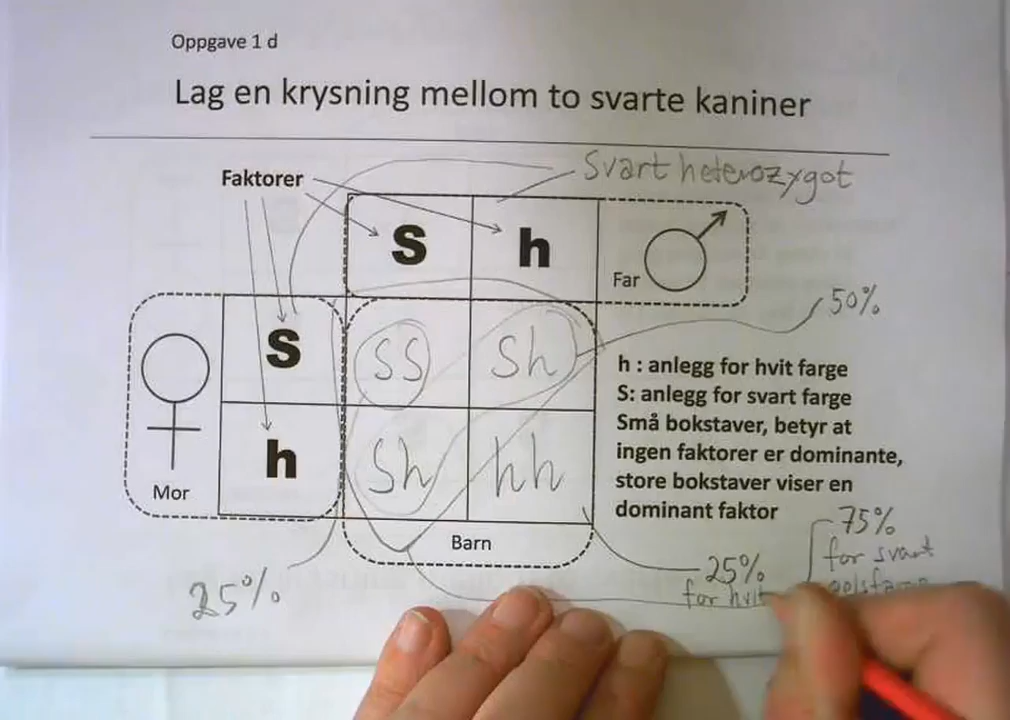 Oppgave 1 d
Lag en krysning mellom to svarte kaniner
Faktorer
Svart heterozygot
S h
Far
50%
S SS Sh
h Sh hh
Mor
Barn
h : anlegg for hvit farge
S: anlegg for svart farge
Små bokstaver, betyr at
ingen faktorer er dominante,
store bokstaver viser en
dominant faktor
75%
for svart
25%
for hvit
25%